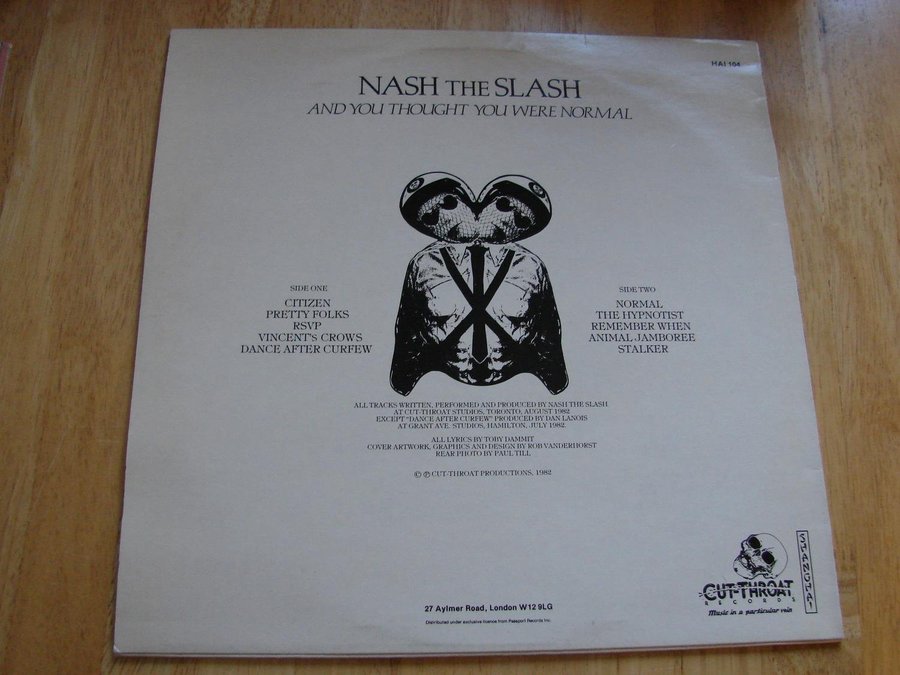 HAI 104
NASH THE SLASH
AND YOU THOUGHT YOU WERE NORMAL
SIDE ONE
CITIZEN
PRETTY FOLKS
RSVP
VINCENT'S CROWS
DANCE AFTER CURFEW
SIDE TWO
NORMAL
THE HYPNOTIST
REMEMBER WHEN
ANIMAL JAMBOREE
STALKER
ALL TRACKS WRITTEN, PERFORMED AND PRODUCED BY NASH THE SLASH
AT CUT-THROAT STUDIOS, TORONTO, AUGUST 1982
EXCEPT "DANCE AFTER CURFEW" PRODUCED BY DAN LANOIS
AT GRANT AVE. STUDIOS, HAMILTON, JULY 1982.
ALL LYRICS BY TOBY DAMMIT
COVER ARTWORK, GRAPHICS AND DESIGN BY ROB VANDERHORST
REAR PHOTO BY PAUL TILL
© ℗ CUT-THROAT PRODUCTIONS, 1982
CUT-THROAT
RECORDS
Music in a particular vein
SHANGHAI
27 Aylmer Road, London W12 9LG
Distributed under exclusive licence from Passport Records Inc.